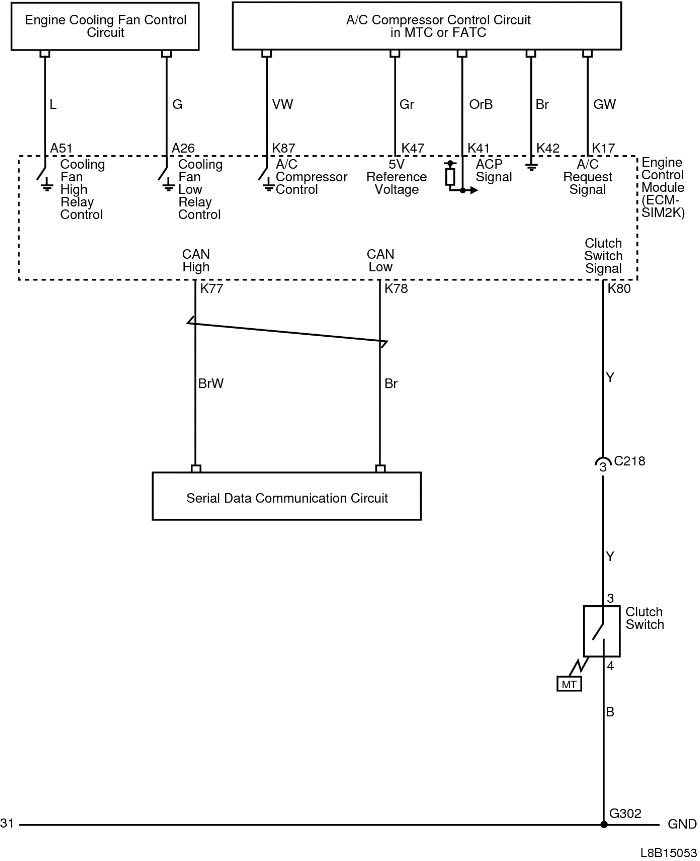 Engine Cooling Fan Control
Circuit
A/C Compressor Control Circuit
in MTC or FATC
L
G
VW
Gr
OrB
Br
GW
A51
A26
K87
K47
K41
K42
K17
Cooling
Fan
High
Relay
Control
Cooling
Fan
Low
Relay
Control
A/C
Compressor
Control
5V
Reference
Voltage
ACP
Signal
A/C
Request
Signal
Engine
Control
Module
(ECM-
SIM2K)
CAN
High
CAN
Low
Clutch
Switch
Signal
K77
K78
K80
BrW
Br
Y
3
C218
Serial Data Communication Circuit
Y
3
Clutch
Switch
4
MT
B
G302
31
GND
L8B15053